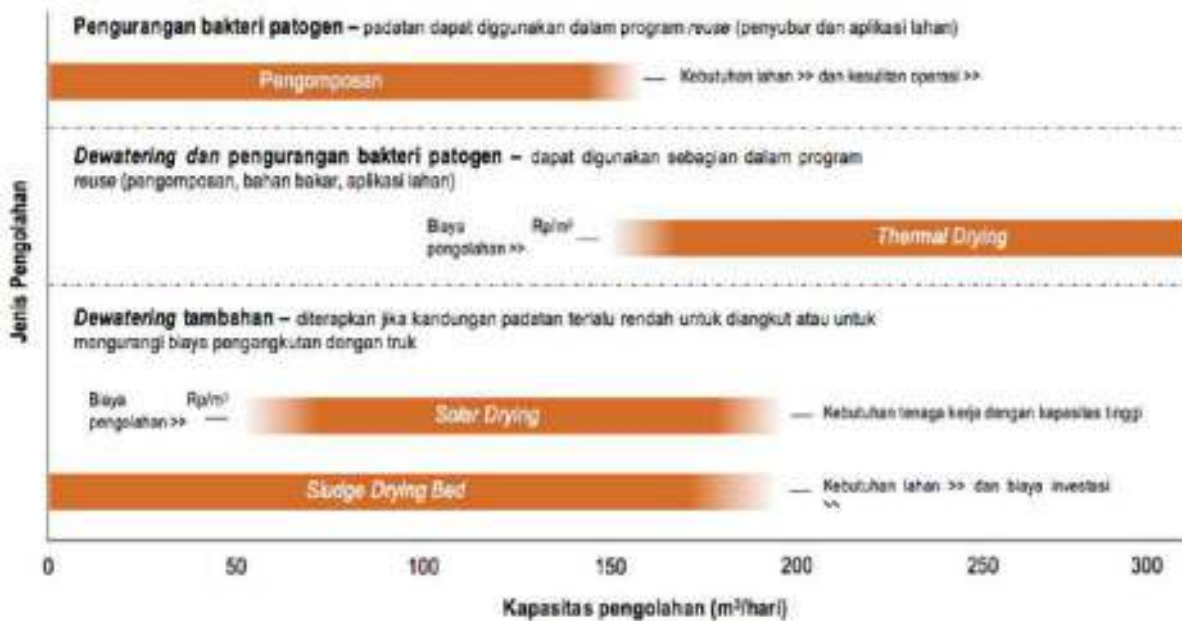 Pengurangan bakteri patogen – padatan dapat diggunakan dalam program reuse (penyubur dan aplikasi lahan)
Pengomposan
Kebutuhan lahan >> dan kesulitan operasi >>
Dewatering dan pengurangan bakteri patogen – dapat digunakan sebagian dalam program
reuse (pengomposan, bahan bakar, aplikasi lahan)
Biaya Rp/m³
pengolahan >>
Thermal Drying
Jenis Pengolahan
Dewatering tambahan – diterapkan jika kandungan padatan terlalu rendah untuk diangkut atau untuk
mengurangi biaya pengangkutan dengan truk
Biaya Rp/m³
pengolahan >>
Solar Drying
Kebutuhan tenaga kerja dengan kapasitas tinggi
Sludge Drying Bed
Kebutuhan lahan >> dan biaya investasi
>>
0 50 100 150 200 250 300
Kapasitas pengolahan (m³/hari)